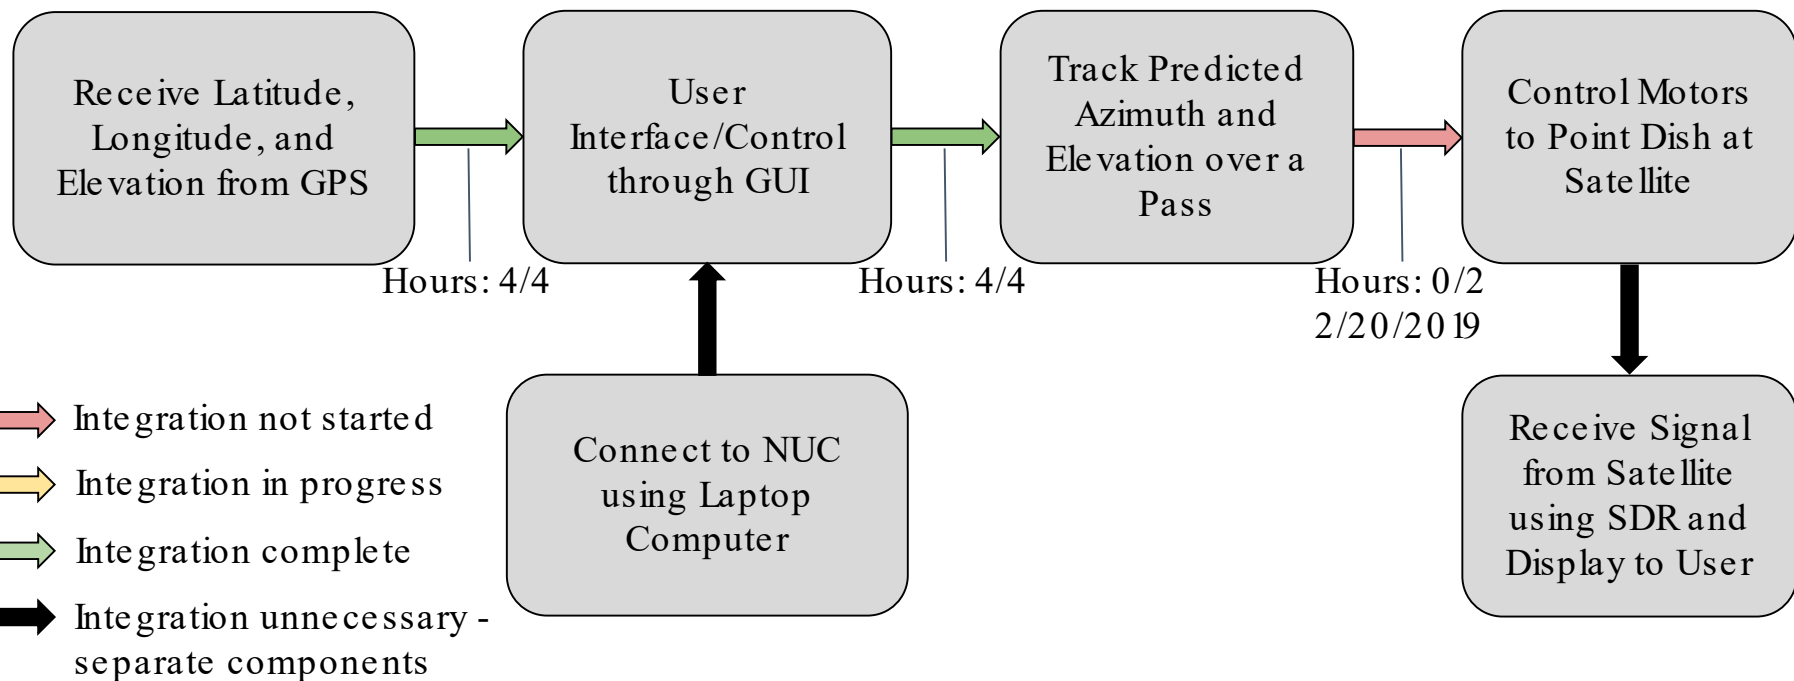 Receive Latitude,
Longitude, and
Elevation from GPS
User
Interface/Control
through GUI
Track Predicted
Azimuth and
Elevation over a
Pass
Control Motors
to Point Dish at
Satellite
Hours: 4/4
Hours: 4/4
Hours: 0/2
2/20/2019
Connect to NUC
using Laptop
Computer
Receive Signal
from Satellite
using SDR and
Display to User
Integration not started
Integration in progress
Integration complete
Integration unnecessary -
separate components